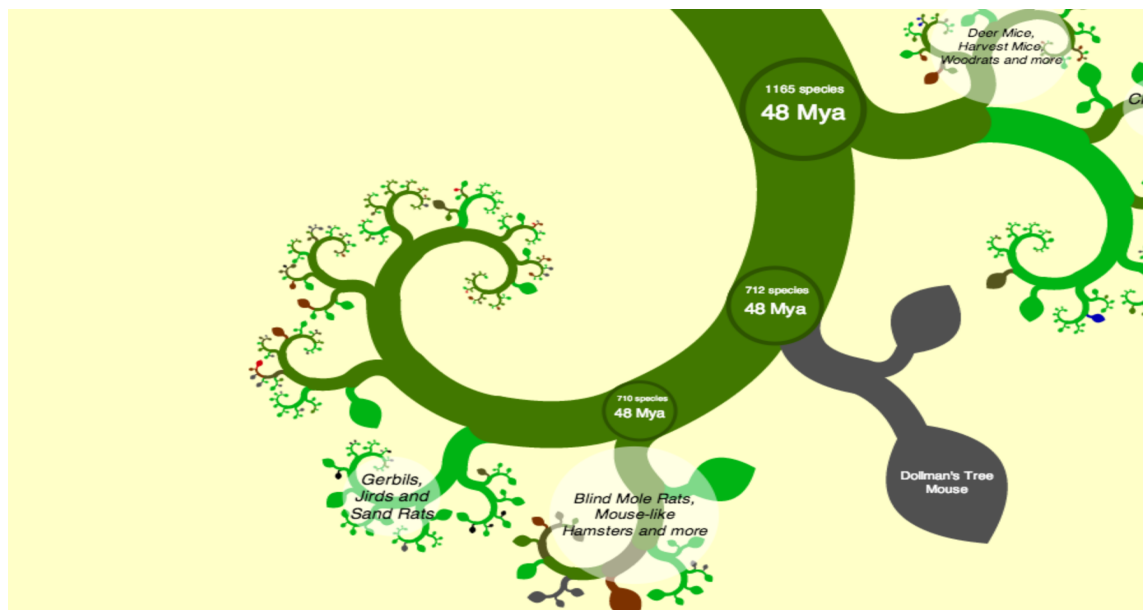 Deer Mice,
Harvest Mice,
Woodrats and more
1165 species
48 Mya
712 species
48 Mya
710 species
48 Mya
Dollman's Tree
Mouse
Gerbils,
Jirds and
Sand Rats
Blind Mole Rats,
Mouse-like
Hamsters and more